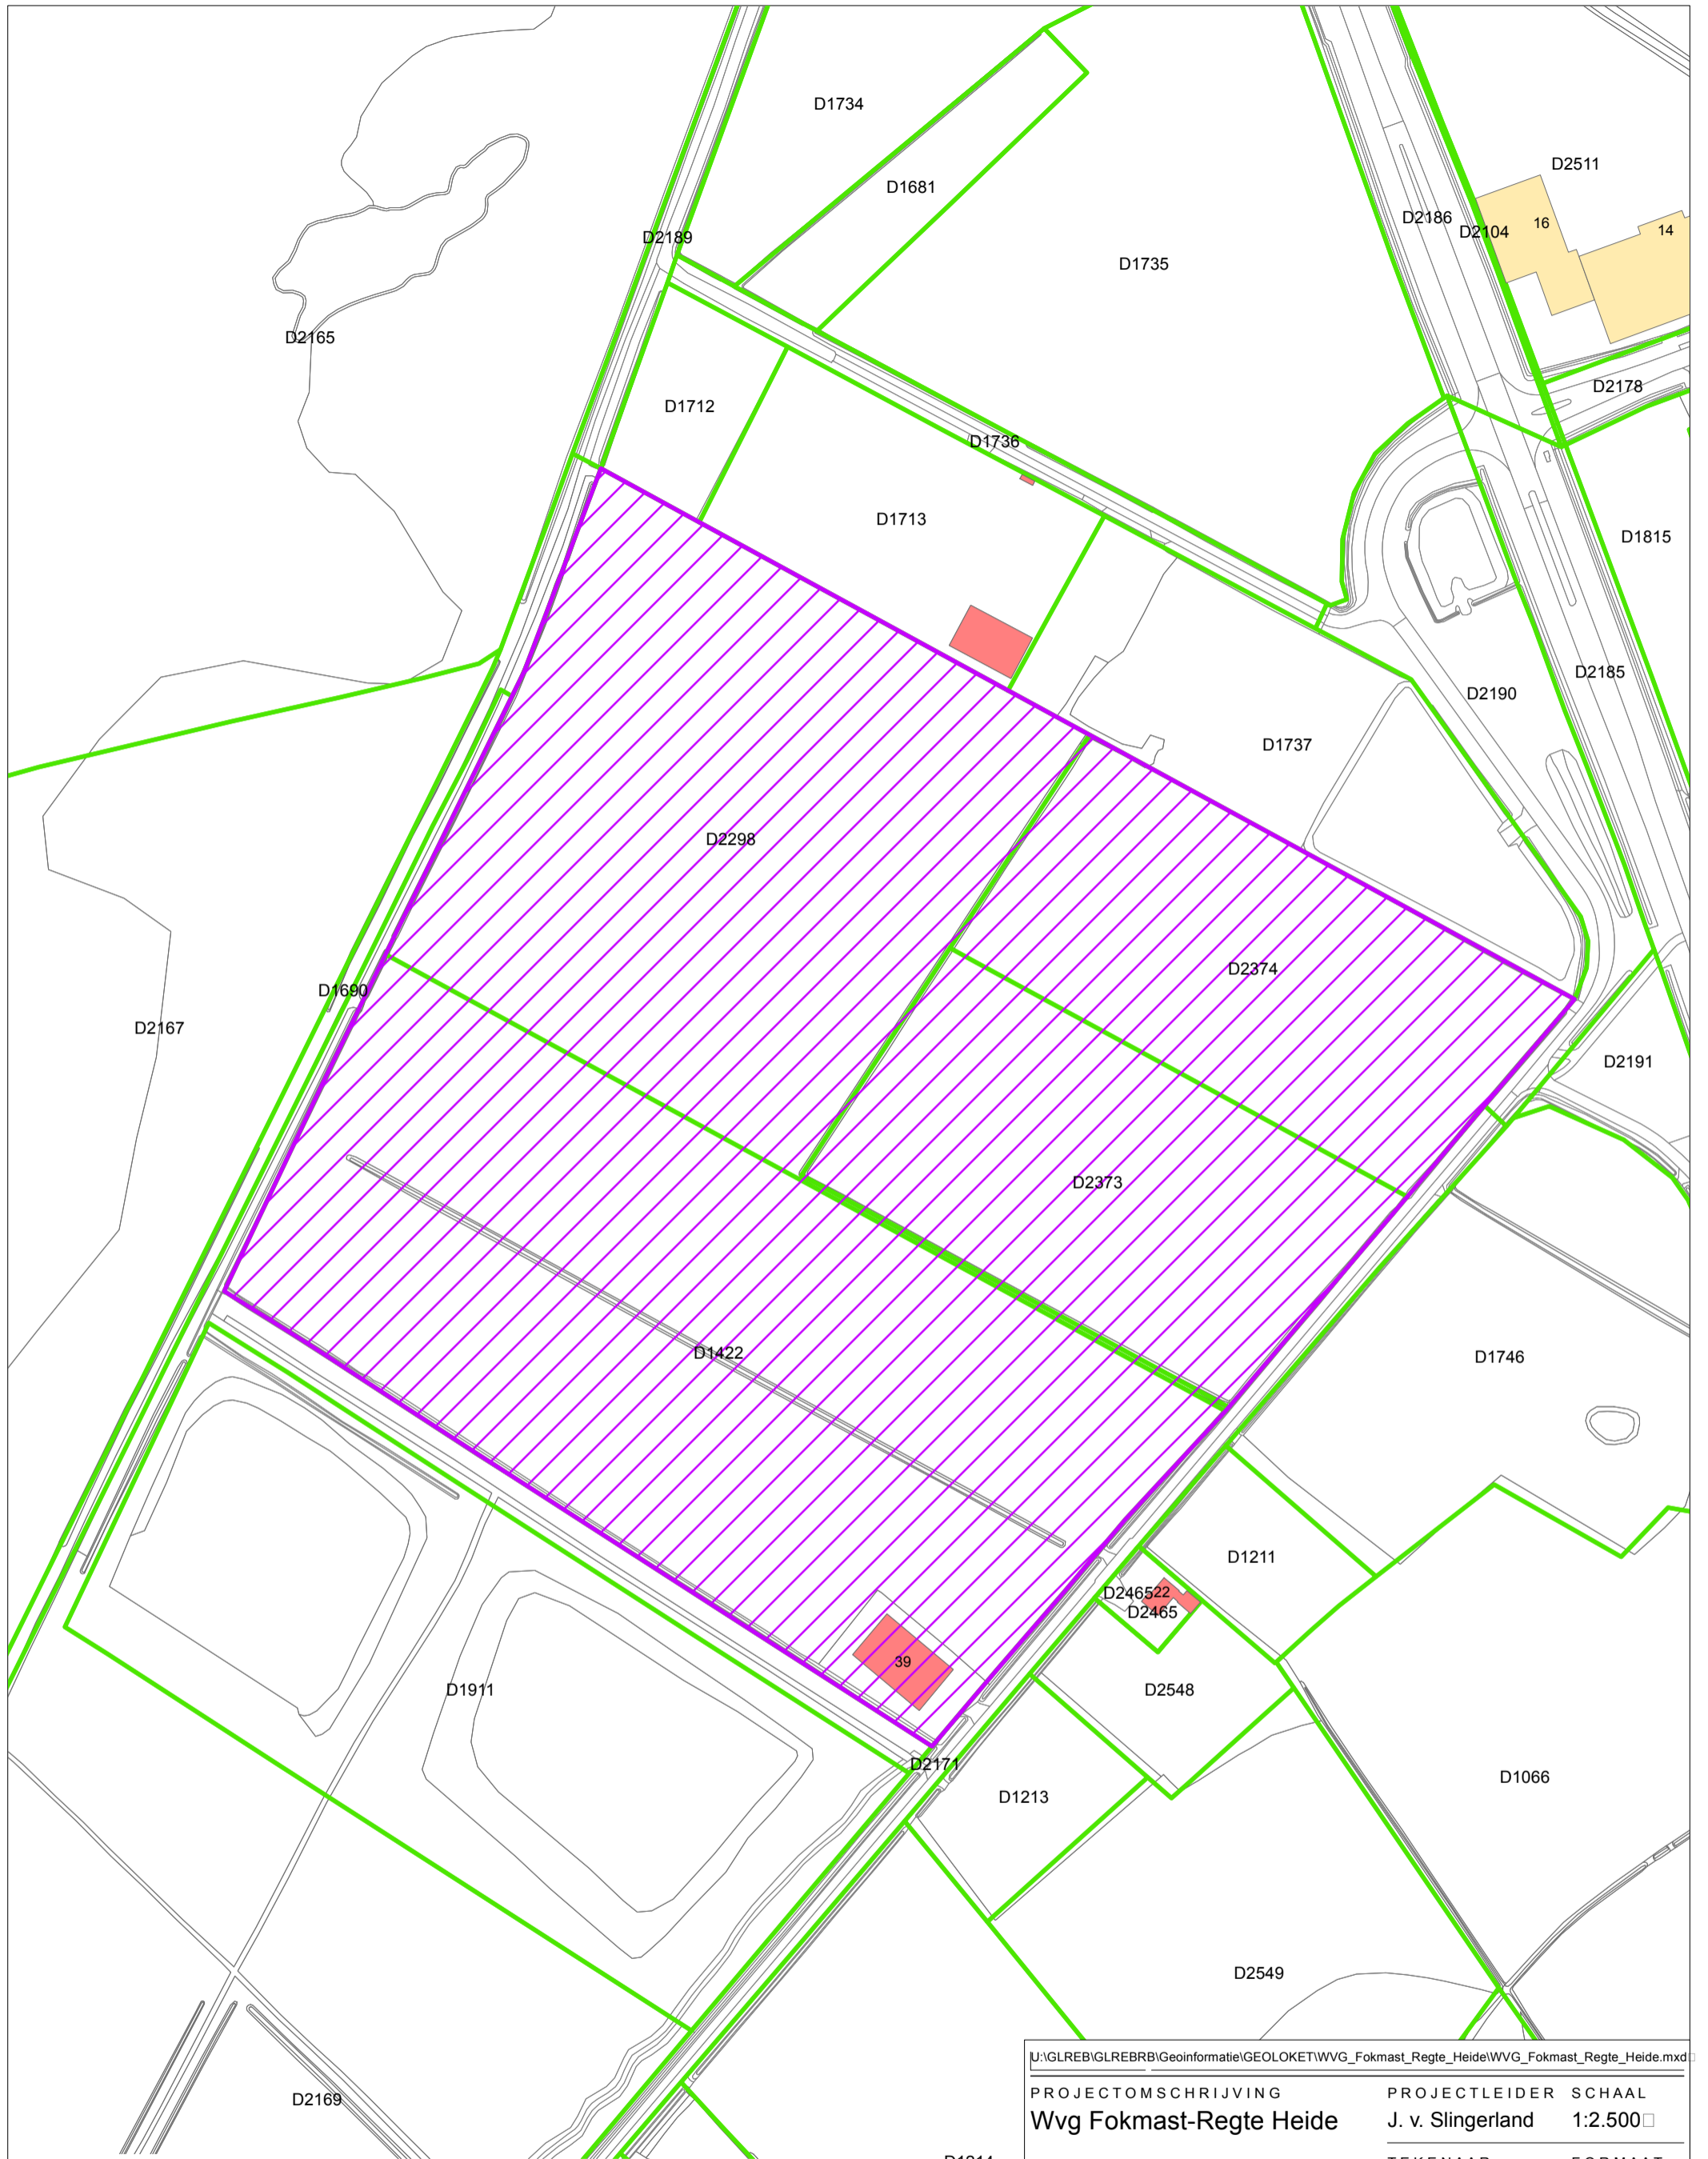 D1734
D2511
D1681
D2186
D2104
16
14
D2189
D1735
D2165
D2178
D1712
D1736
D1713
D1815
D2185
D2190
D1737
D2298
D2374
D1690
D2167
D2191
D2373
D1422
D1746
D1211
D246522
D2465
39
D1911
D2548
D2171
D1066
D1213
D2549
U:\GLREB\GLREBRB\Geoinformatie\GEOLOKET\WVG_Fokmast_Regte_Heide\WVG_Fokmast_Regte_Heide.mxd
PROJECTOMSCHRIJVING PROJECTLEIDER SCHAAL
D2169
Wvg Fokmast-Regte Heide J. v. Slingerland 1:2.500